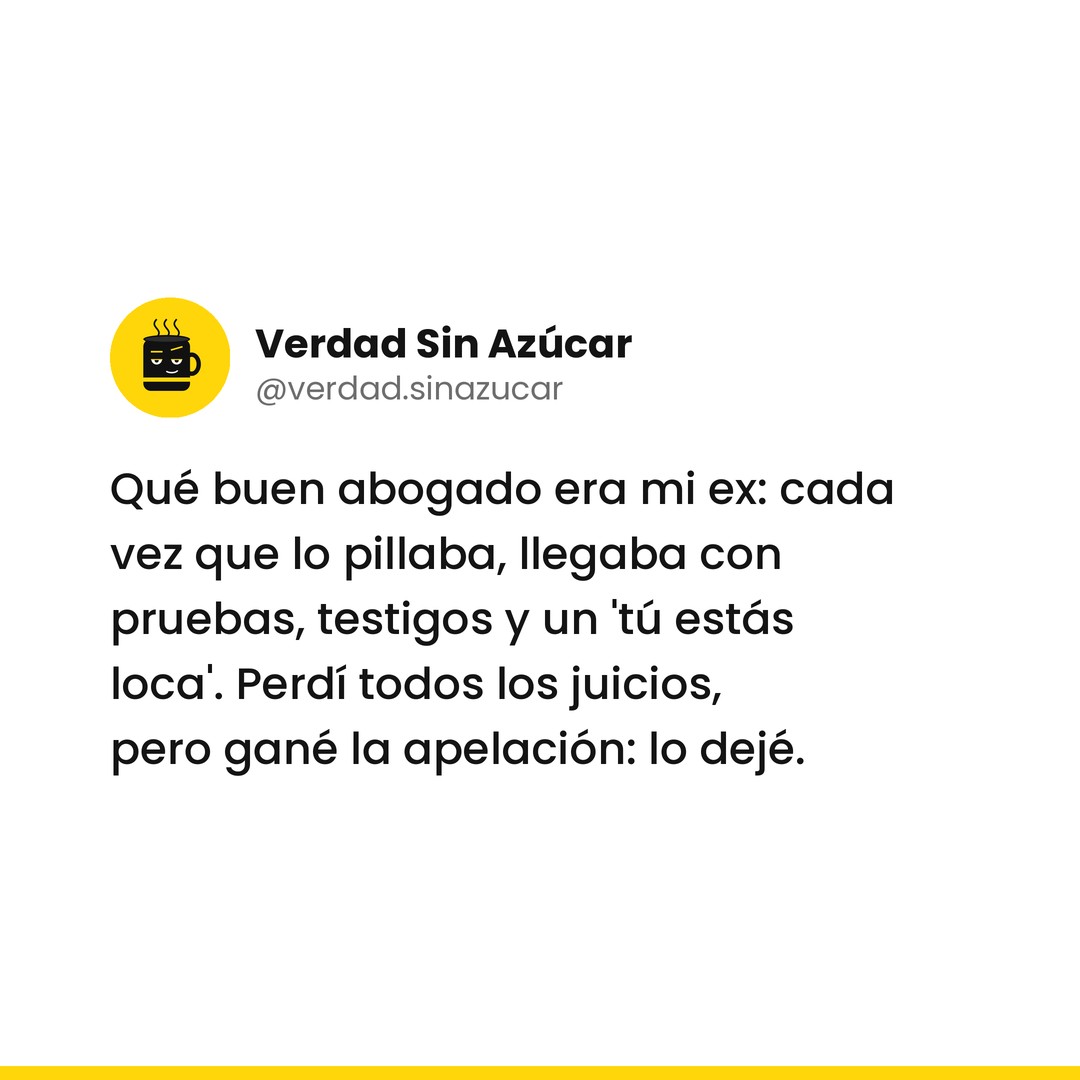 Verdad Sin Azúcar
@verdad.sinazucar
Qué buen abogado era mi ex: cada
vez que lo pillaba, llegaba con
pruebas, testigos y un 'tú estás
loca'. Perdí todos los juicios,
pero gané la apelación: lo dejé.